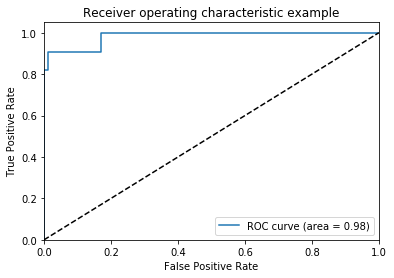 Receiver operating characteristic example
True Positive Rate
1.0
0.8
0.6
0.4
0.2
0.0
ROC curve (area = 0.98)
0.0 0.2 0.4 0.6 0.8 1.0
False Positive Rate